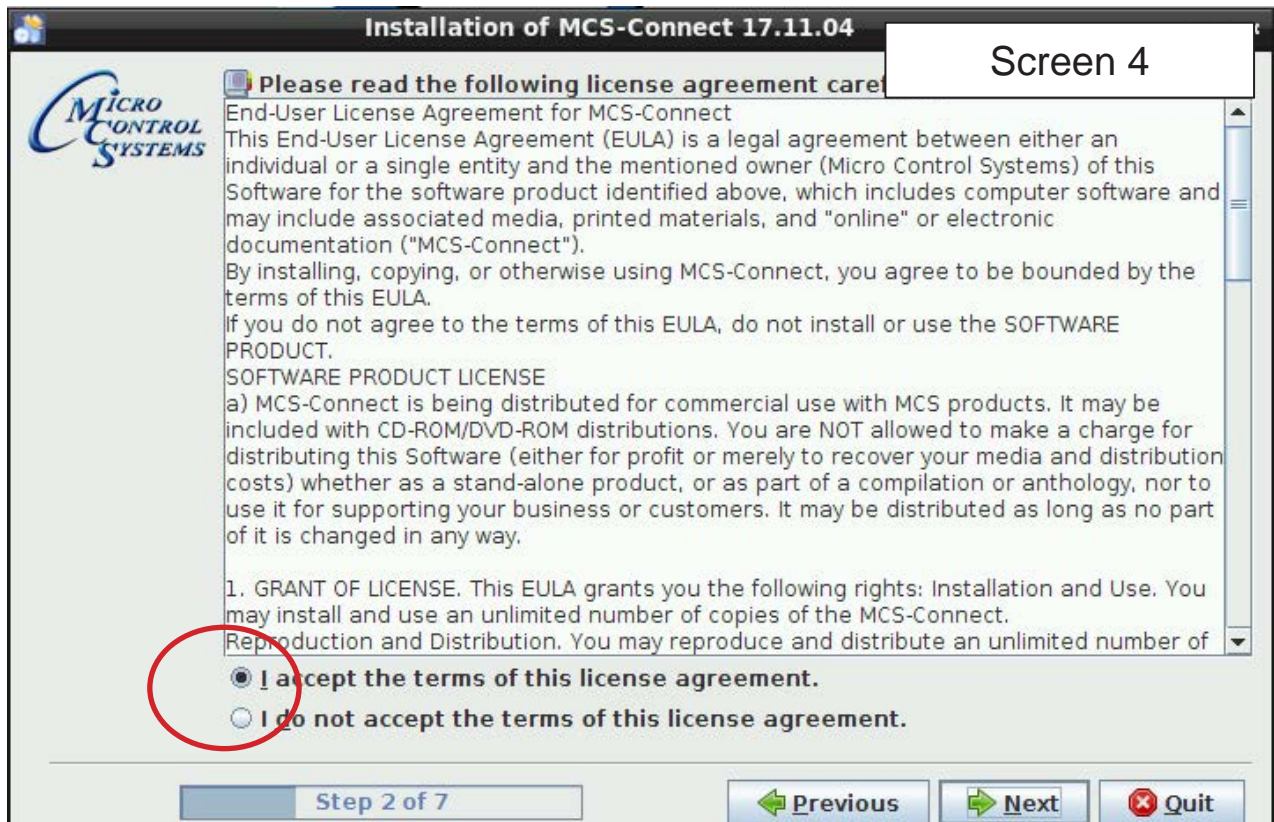 Installation of MCS-Connect 17.11.04
Screen 4
MICRO
CONTROL
SYSTEMS
Please read the following license agreement caref
End-User License Agreement for MCS-Connect
This End-User License Agreement (EULA) is a legal agreement between either an
individual or a single entity and the mentioned owner (Micro Control Systems) of this
Software for the software product identified above, which includes computer software and
may include associated media, printed materials, and "online" or electronic
documentation ("MCS-Connect").
By installing, copying, or otherwise using MCS-Connect, you agree to be bounded by the
terms of this EULA.
If you do not agree to the terms of this EULA, do not install or use the SOFTWARE
PRODUCT.
SOFTWARE PRODUCT LICENSE
a) MCS-Connect is being distributed for commercial use with MCS products. It may be
included with CD-ROM/DVD-ROM distributions. You are NOT allowed to make a charge for
distributing this Software (either for profit or merely to recover your media and distribution
costs) whether as a stand-alone product, or as part of a compilation or anthology, nor to
use it for supporting your business or customers. It may be distributed as long as no part
of it is changed in any way.
1. GRANT OF LICENSE. This EULA grants you the following rights: Installation and Use. You
may install and use an unlimited number of copies of the MCS-Connect.
Reproduction and Distribution. You may reproduce and distribute an unlimited number of
I accept the terms of this license agreement.
I do not accept the terms of this license agreement.
Step 2 of 7
Previous
Next
Quit